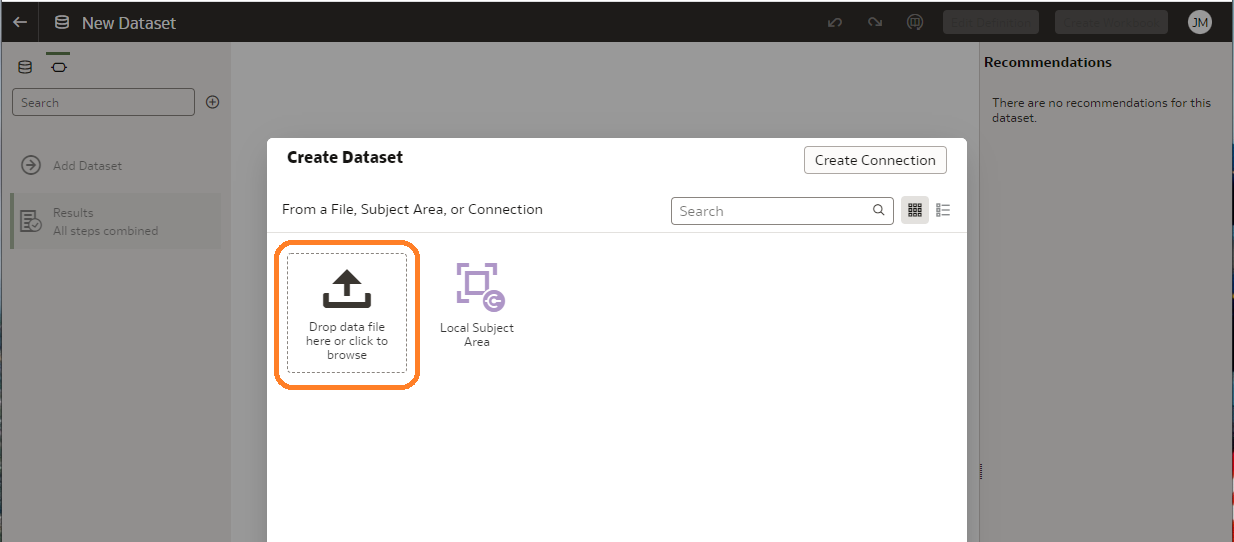 New Dataset
JM
Search
Add Dataset
Results
All steps combined
Create Dataset
Create Connection
From a File, Subject Area, or Connection
Search
Drop data file
here or click to
browse
Local Subject
Area
Recommendations
There are no recommendations for this
dataset.